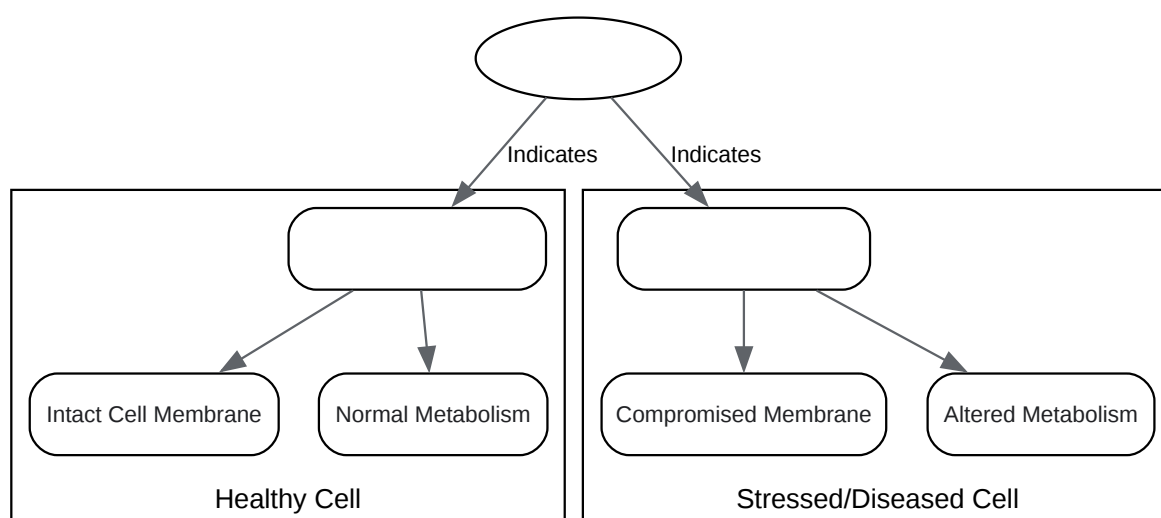 Indicates
Indicates
Intact Cell Membrane
Normal Metabolism
Compromised Membrane
Altered Metabolism
Healthy Cell
Stressed/Diseased Cell